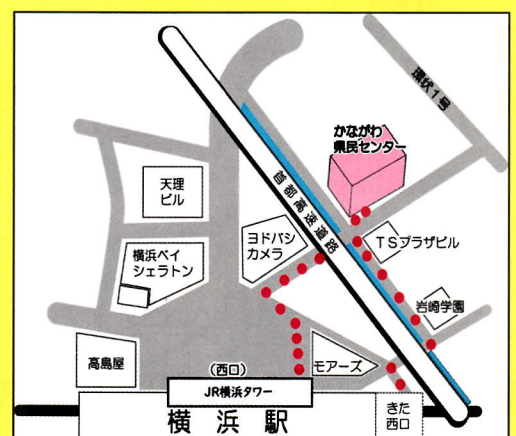 環状1号
かながわ
県民センター
天理
ビル
首都高速道路
ヨドバシ
カメラ
TSプラザビル
横浜ベイ
シェラトン
岩崎学園
高島屋
(西口)
モアーズ
JR横浜タワー
きた
西口
横浜駅